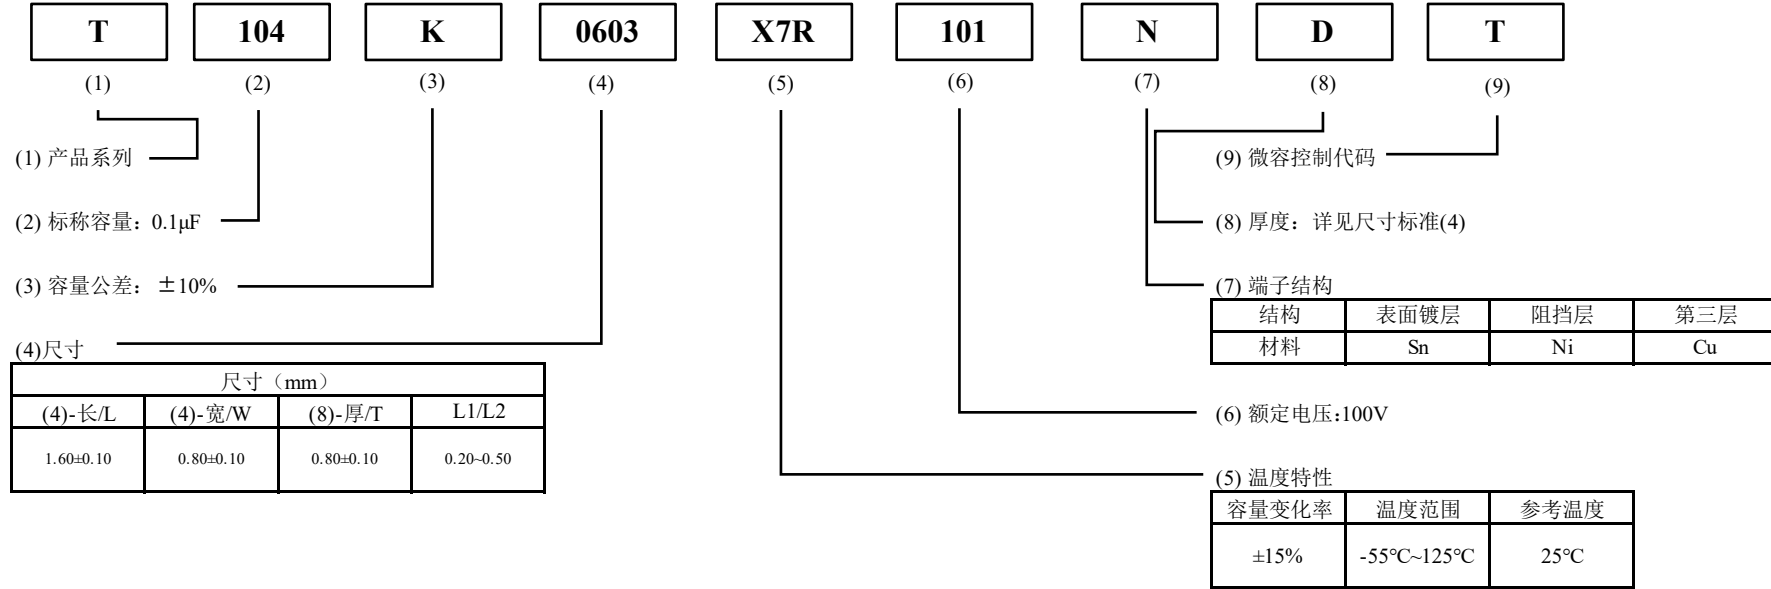 T 104 K 0603 X7R 101 N D T
(1) (2) (3) (4) (5) (6) (7) (8) (9)
(1) 产品系列
(2) 标称容量：0.1μF
(3) 容量公差：±10%
(4)尺寸
尺寸（mm）
(4)-长/L (4)-宽/W (8)-厚/T L1/L2
1.60±0.10 0.80±0.10 0.80±0.10 0.20~0.50
(9) 微容控制代码
(8) 厚度：详见尺寸标准(4)
(7) 端子结构
结构 表面镀层 阻挡层 第三层
材料 Sn Ni Cu
(6) 额定电压:100V
(5) 温度特性
容量变化率 温度范围 参考温度
±15% -55℃~125℃ 25℃